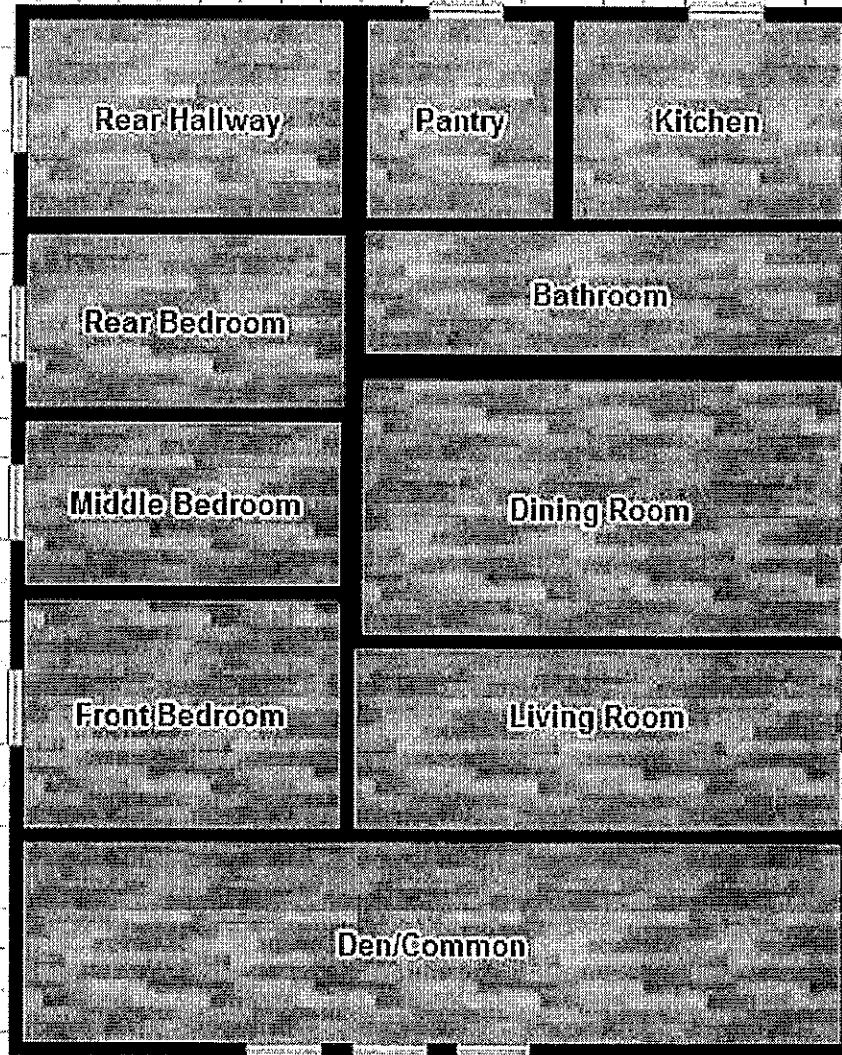 Rear Hallway
Pantry
Kitchen
Rear Bedroom
Bathroom
Middle Bedroom
Dining Room
Front Bedroom
Living Room
Den/Common